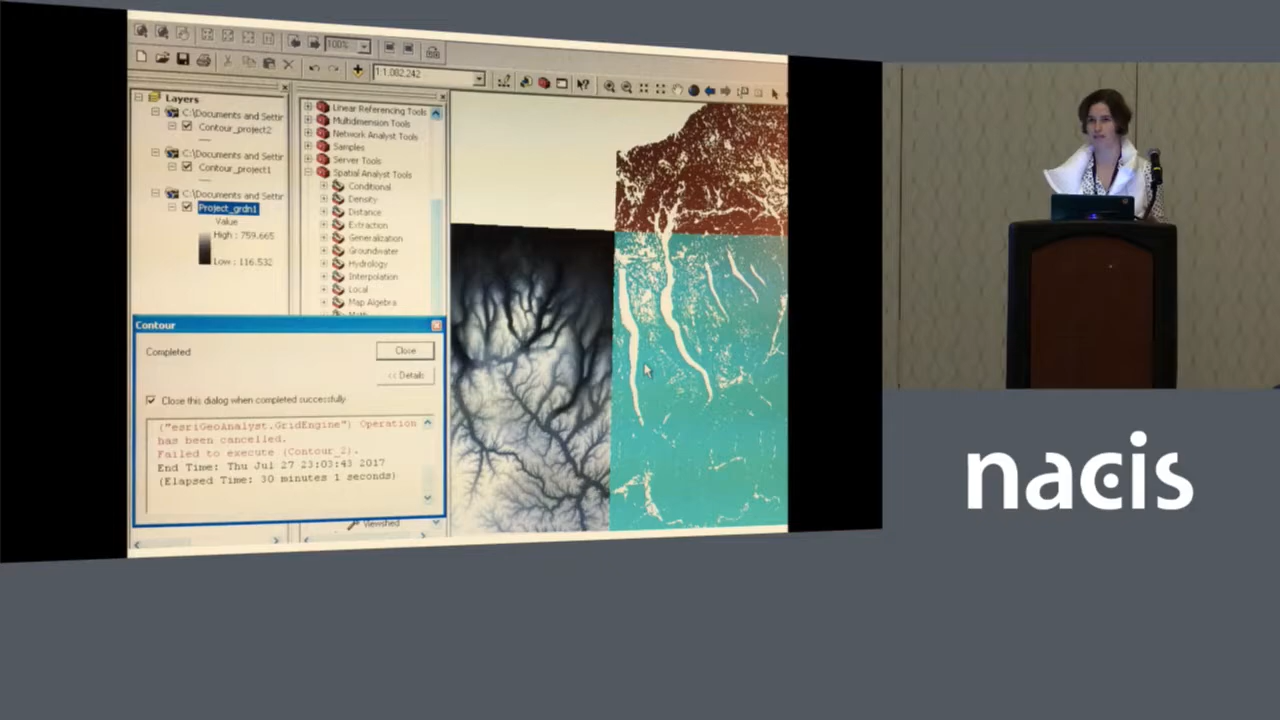 100%
1:1,082,242
Layers
C:\Documents and Settir
Contour_project2
C:\Documents and Settir
Contour_project1
C:\Documents and Settir
Project_grdn1
Value
High : 759.665
Low : 116.532
Linear Referencing Tools
Multidimension Tools
Network Analyst Tools
Samples
Server Tools
Spatial Analyst Tools
Conditional
Density
Distance
Extraction
Generalization
Groundwater
Hydrology
Interpolation
Local
Map Algebra
Contour
Completed
Close
<< Details
Close this dialog when completed successfully
("esriGeoAnalyst.GridEngine") Operation
has been cancelled.
Failed to execute (Contour_2).
End Time: Thu Jul 27 23:03:43 2017
(Elapsed Time: 30 minutes 1 seconds)
Viewshed
nacis